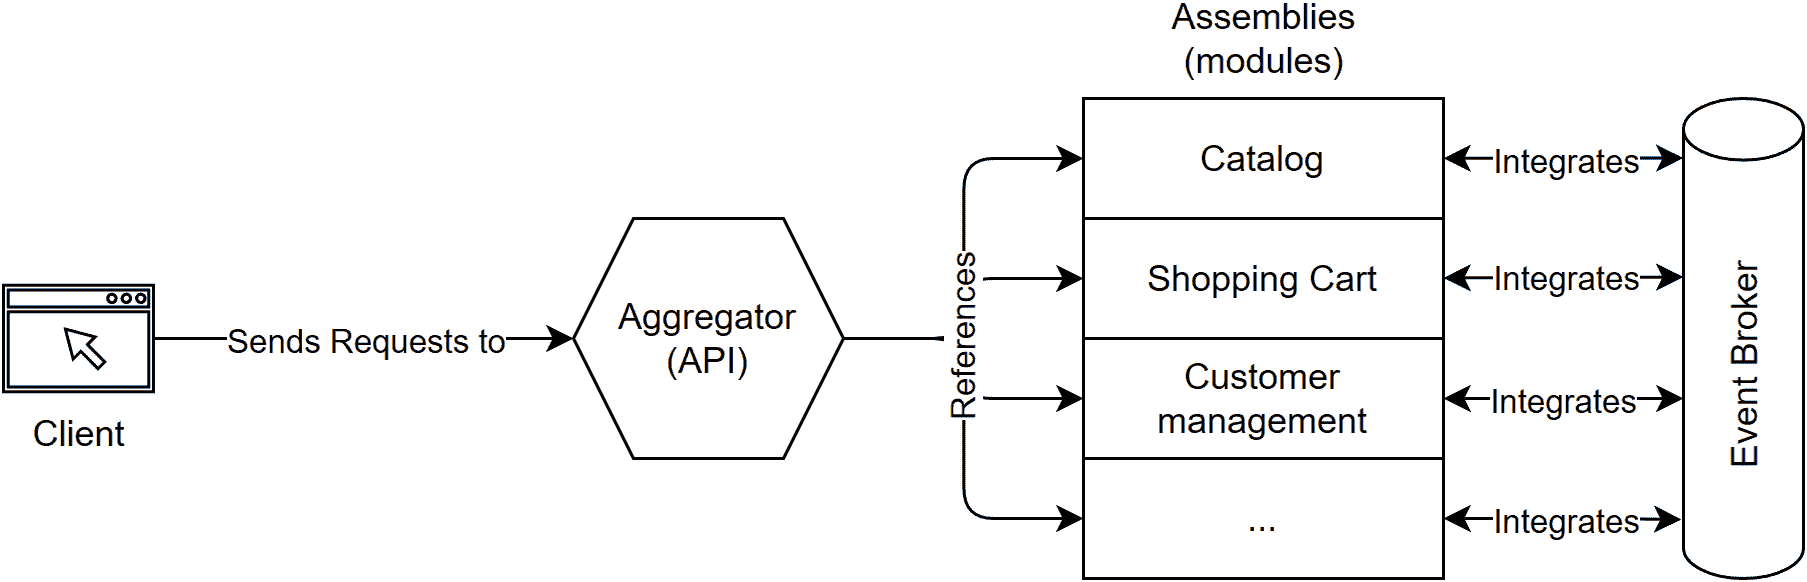 Assemblies
(modules)
Catalog
Integrates
Shopping Cart
Integrates
Customer
management
Integrates
...
Integrates
References
Event Broker
Aggregator
(API)
Sends Requests to
Client